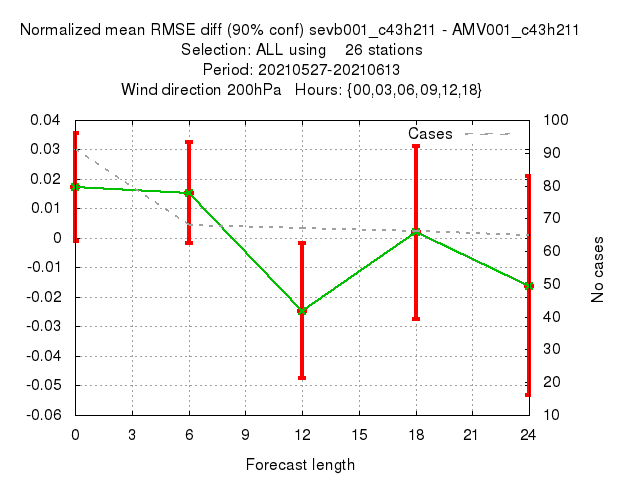 Normalized mean RMSE diff (90% conf) sevb001_c43h211 - AMV001_c43h211
Selection: ALL using    26 stations
Period: 20210527-20210613
Wind direction 200hPa   Hours: {00,03,06,09,12,18}
0.04
0.03
0.02
0.01
0
-0.01
-0.02
-0.03
-0.04
-0.05
-0.06
Cases
100
90
80
70
60
50
40
30
20
10
No cases
0 3 6 9 12 15 18 21 24
Forecast length